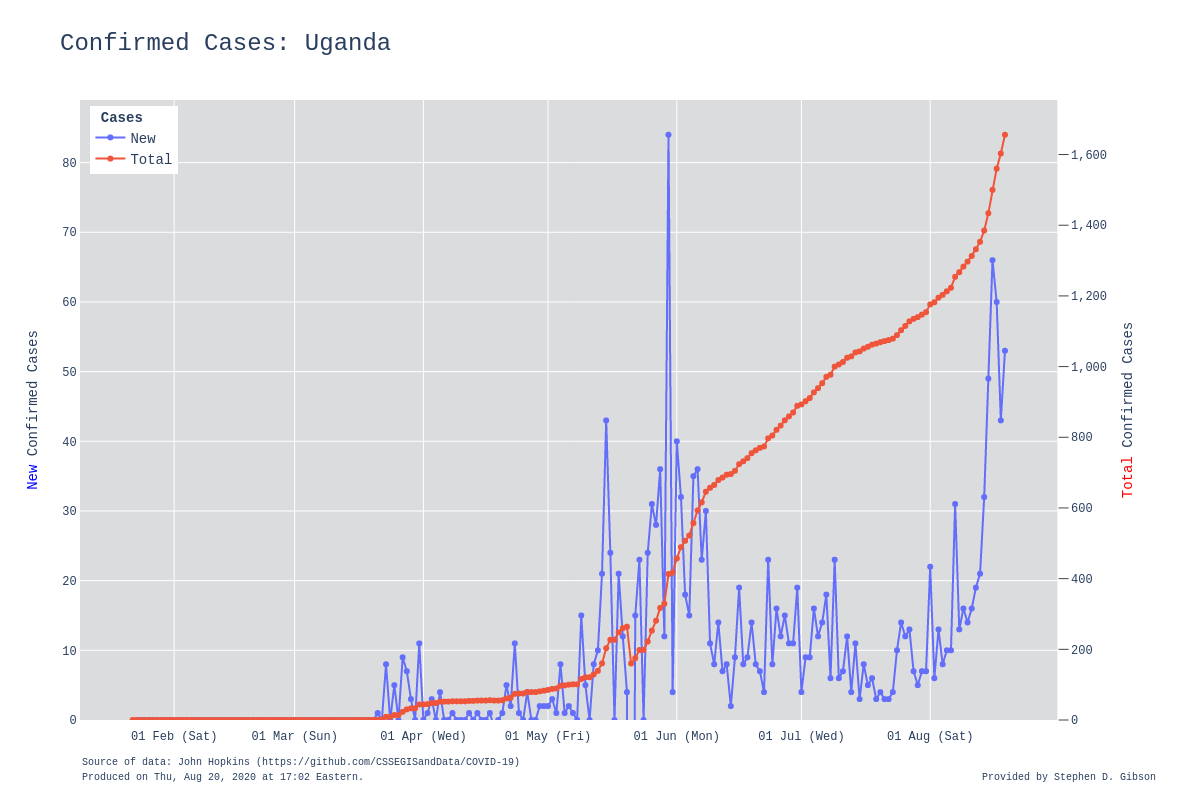 Confirmed Cases: Uganda
Cases
New
Total
80
70
60
50
40
30
20
10
0
New Confirmed Cases
1,600
1,400
1,200
1,000
800
600
400
200
0
Total Confirmed Cases
01 Feb (Sat)
01 Mar (Sun)
01 Apr (Wed)
01 May (Fri)
01 Jun (Mon)
01 Jul (Wed)
01 Aug (Sat)
Source of data: John Hopkins (https://github.com/CSSEGISandData/COVID-19)
Produced on Thu, Aug 20, 2020 at 17:02 Eastern.
Provided by Stephen D. Gibson